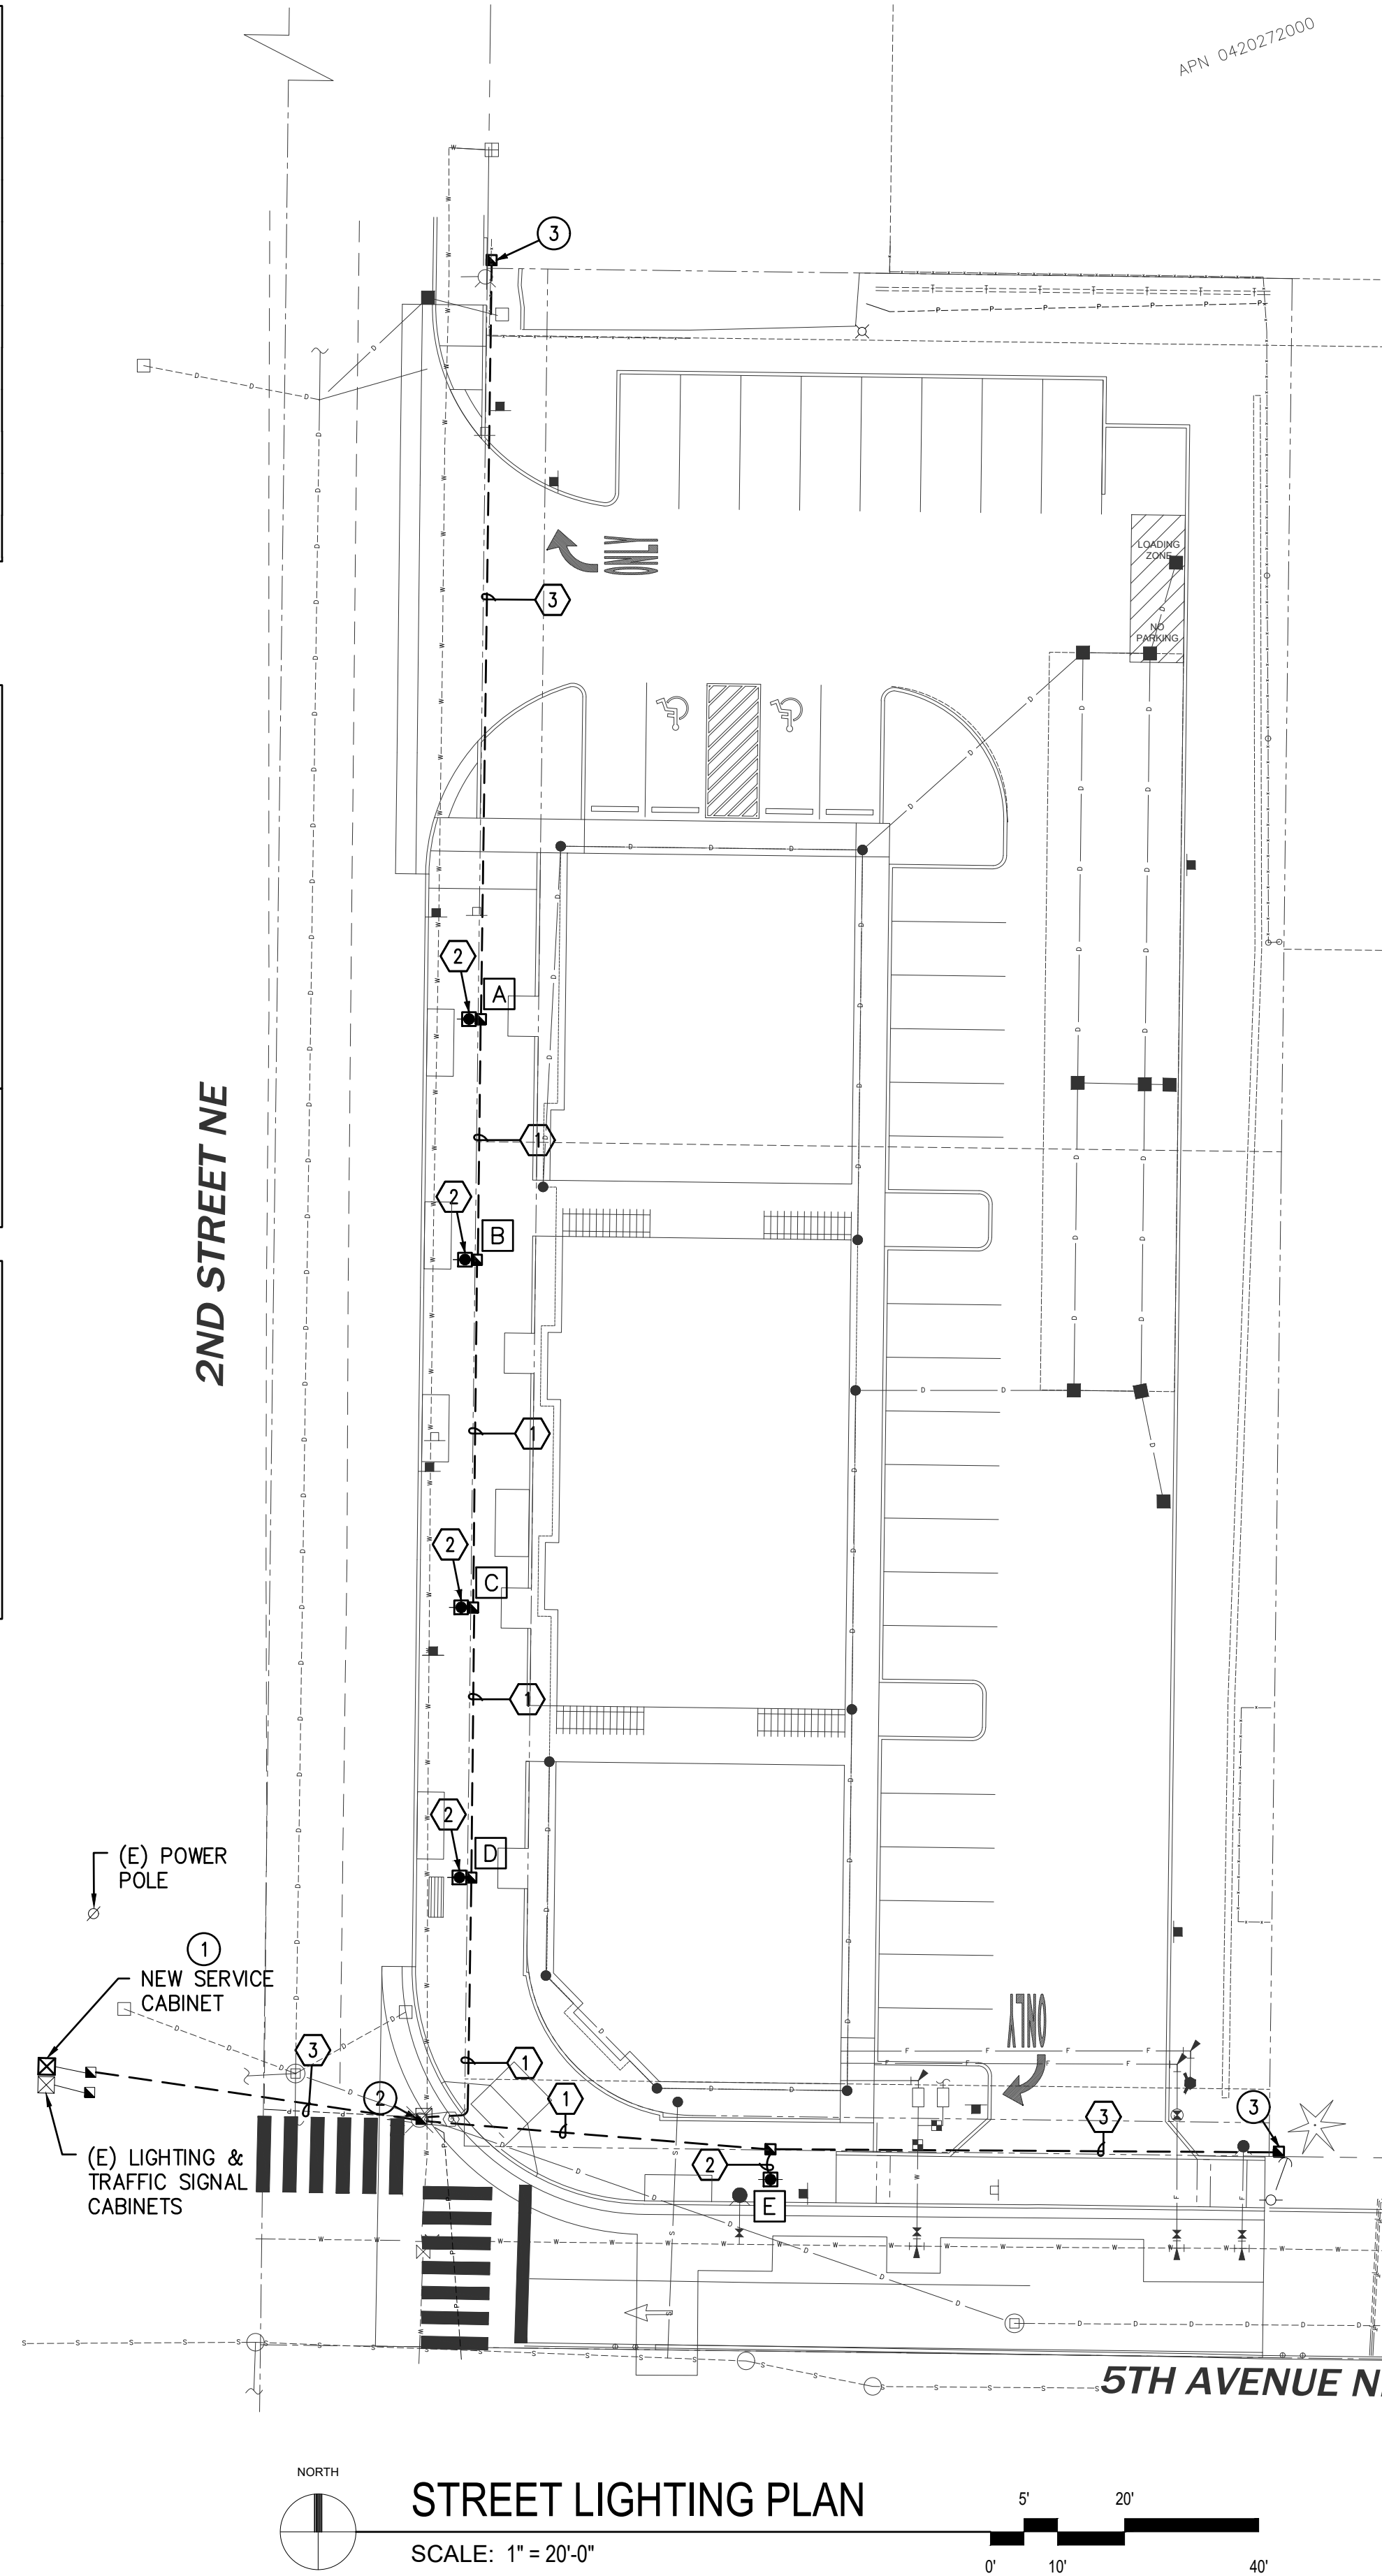 APN 0420272000
3
ONLY
3
LOADING
ZONE
NO
PARKING
2
A
1
2
B
2ND STREET NE
1
2
C
1
2
D
(E) POWER
POLE
1
NEW SERVICE
CABINET
3
2
1
1
ONLY
3
3
2
E
(E) LIGHTING &
TRAFFIC SIGNAL
CABINETS
5TH AVENUE N
NORTH
STREET LIGHTING PLAN
SCALE: 1" = 20'-0"
5'
20'
0'
10'
40'